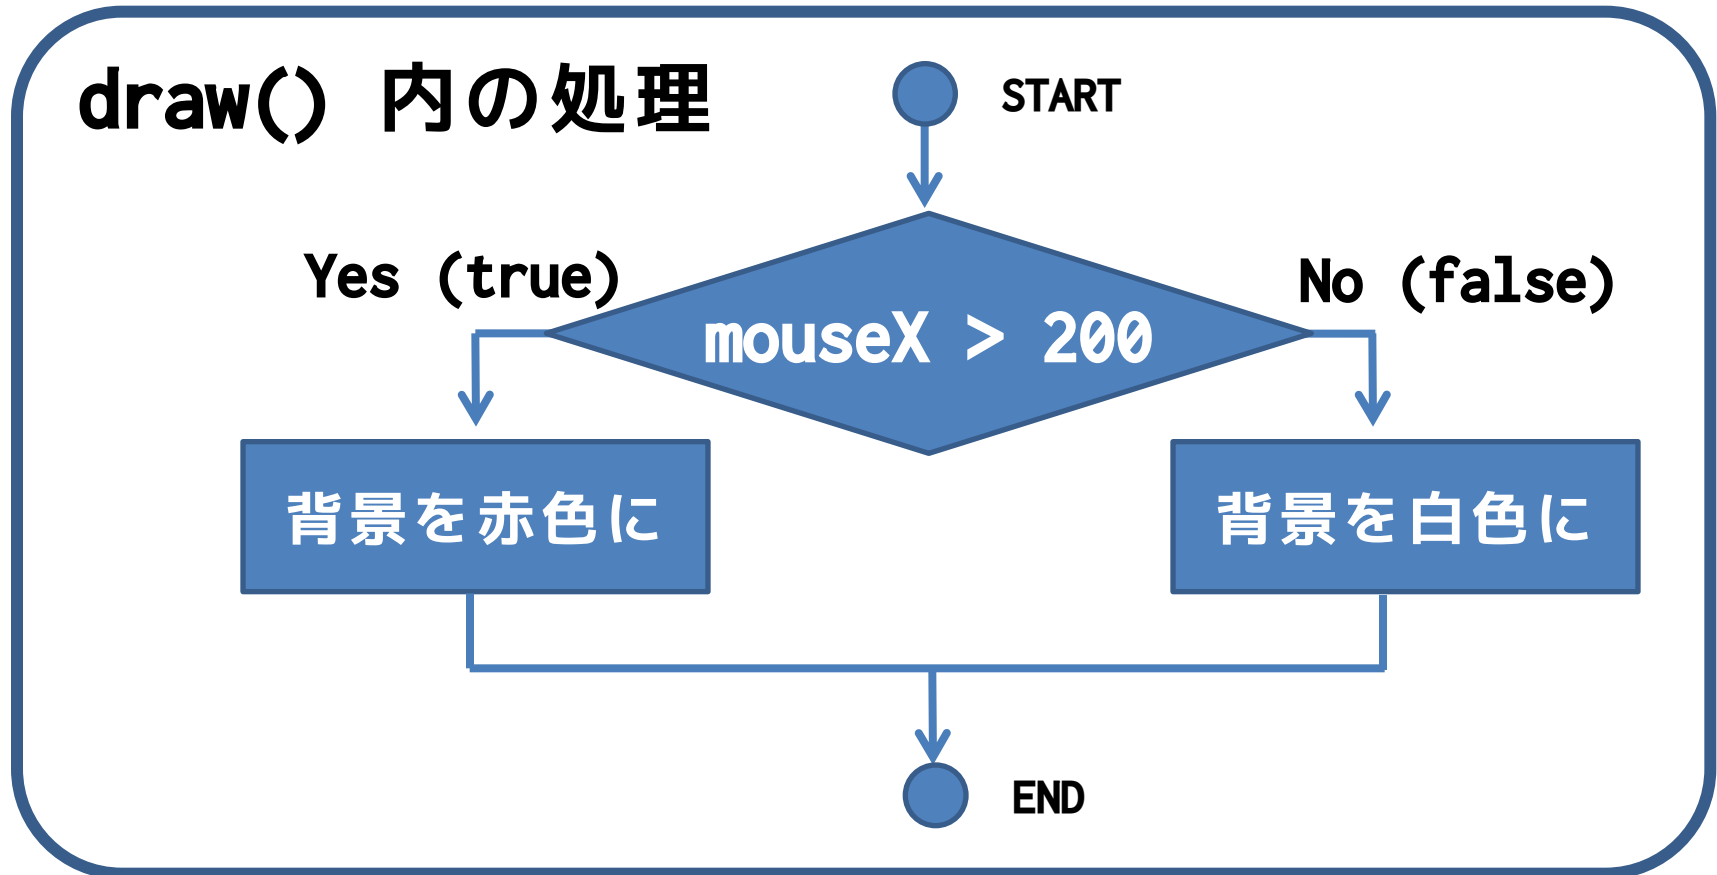 draw() 内の処理
START
Yes (true)
No (false)
mouseX > 200
背景を赤色に
背景を白色に
END